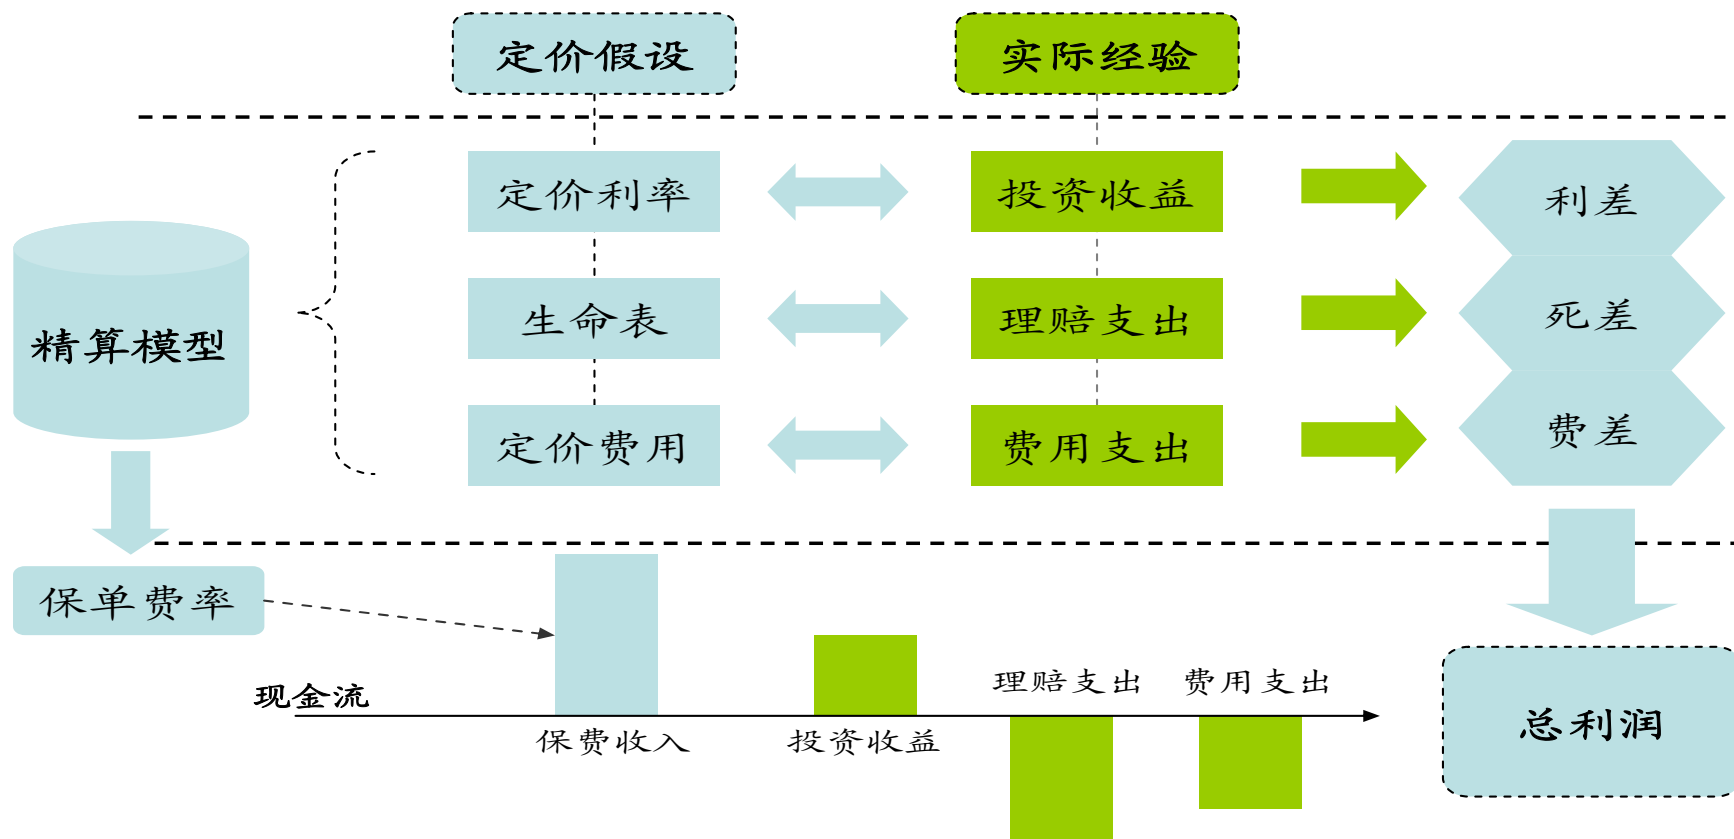 定价假设
实际经验
定价利率
投资收益
利差
精算模型
生命表
理赔支出
死差
定价费用
费用支出
费差
保单费率
现金流
理赔支出
费用支出
保费收入
投资收益
总利润